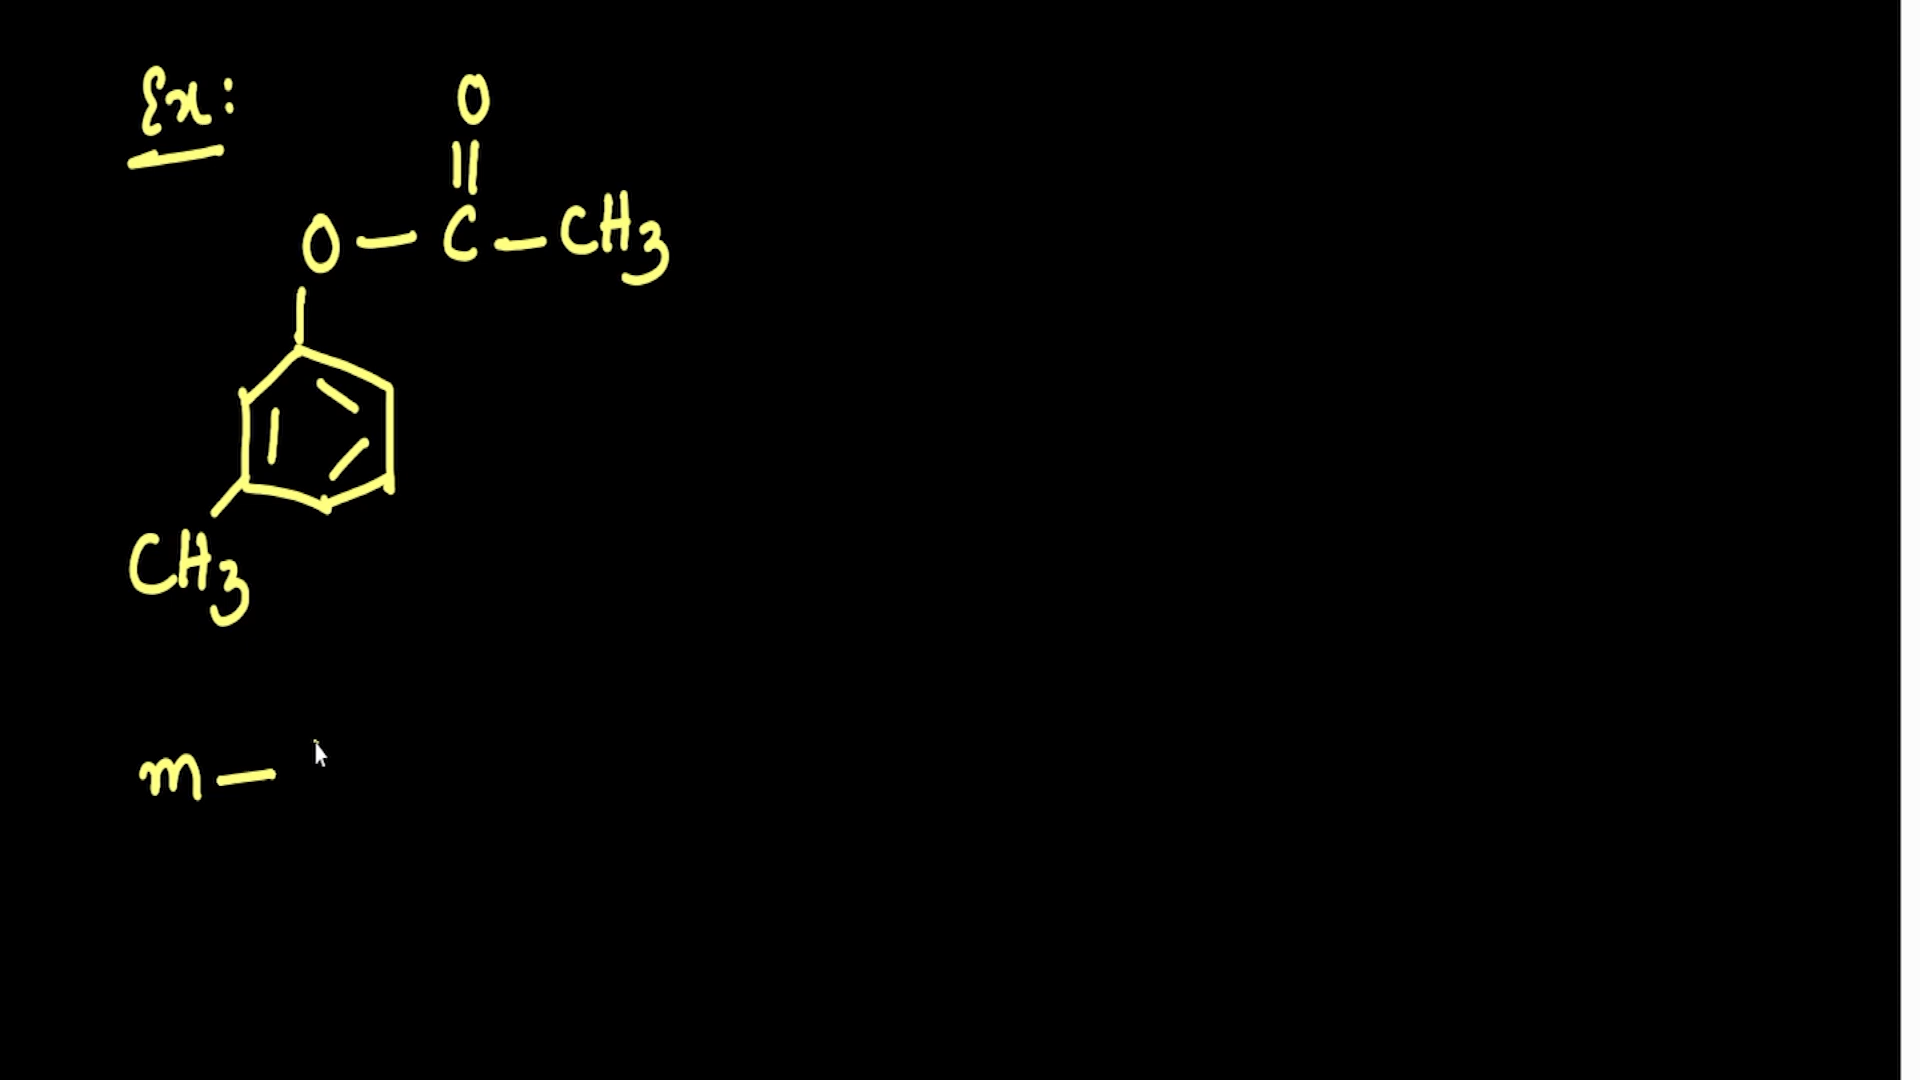 Ex:
O
O — C — CH3
CH3
m —